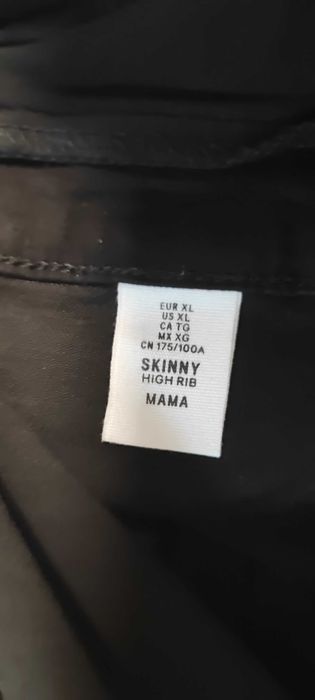 EUR XL
US XL
CA TG
MX XG
CN 175/100A
SKINNY
HIGH RIB
MAMA